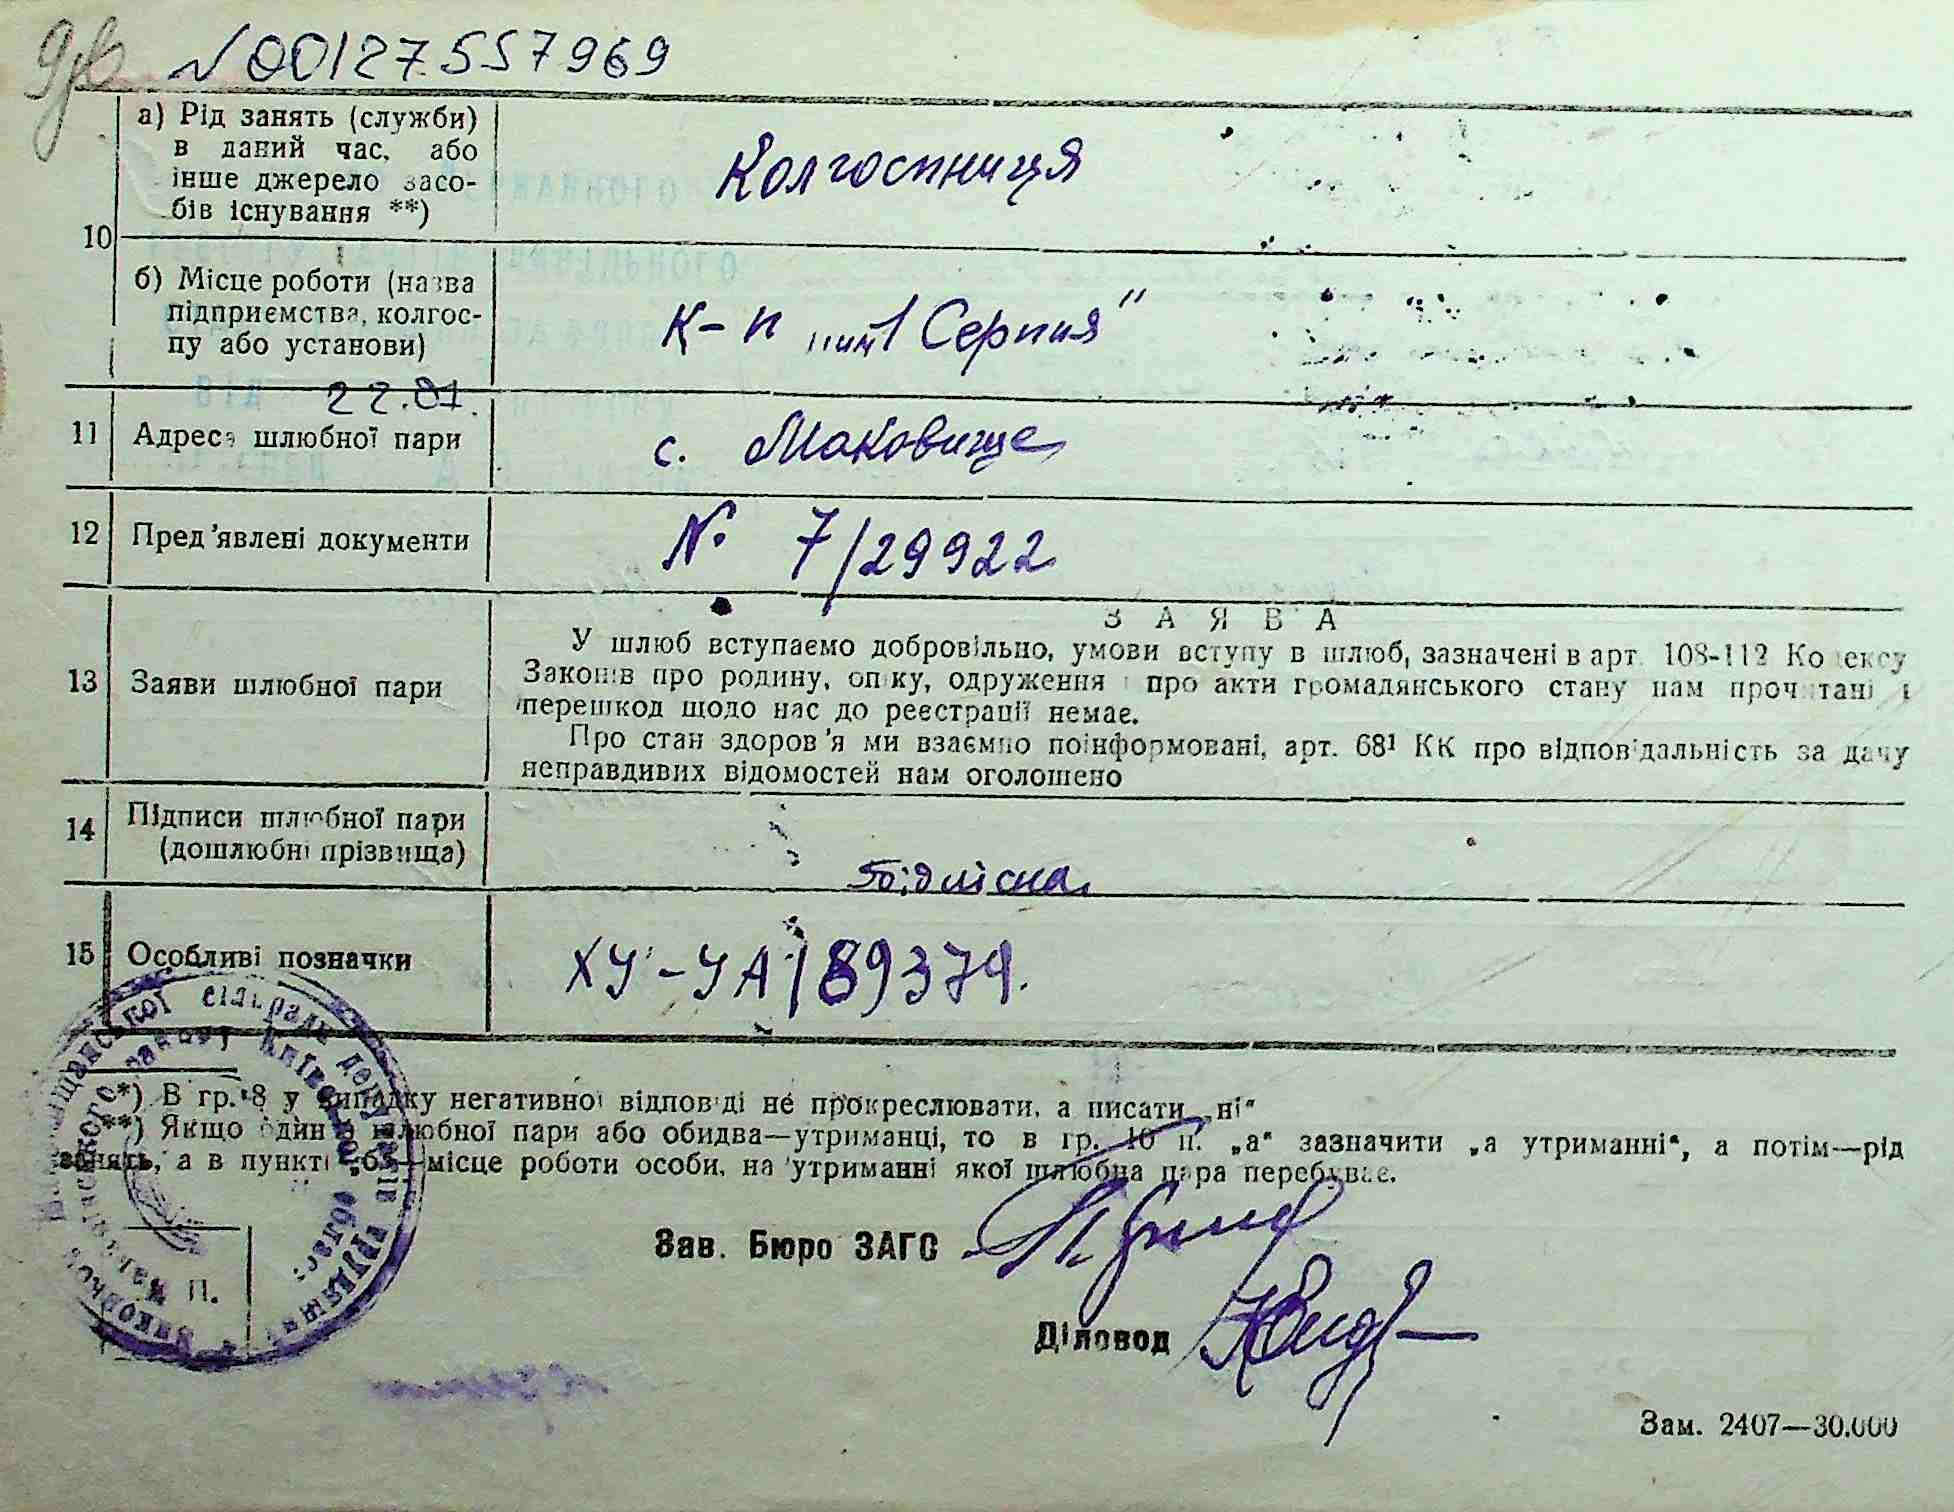 № 00127557969
а) Рід занять (служби)
в даний час, або
інше джерело засо-
бів існування **)
Колгоспниця
10
б) Місце роботи (назва
підприємства, колгос-
пу або установи)
К-п „им 1 Серпня"
22.01.
11 Адреса шлюбної пари
с. Маковище
12 Пред'явлені документи
№ 7/29922
ЗАЯВА
13 Заяви шлюбної пари
У шлюб вступаємо добровільно, умови вступу в шлюб, зазначені в арт. 108-112 Кодексу
Законів про родину, опіку, одруження і про акти громадянського стану нам прочитані і
перешкод щодо нас до реєстрації немає.
Про стан здоров'я ми взаємно поінформовані, арт. 68¹ КК про відповідальність за дачу
неправдивих відомостей нам оголошено
14 Підписи шлюбної пари
(дошлюбні прізвища)
15 Особливі позначки
ХУ-УА 189379.
*) В гр. 8 у випадку негативної відповіді не прокреслювати, а писати „ні"
**) Якщо один з шлюбної пари або обидва—утриманці, то в гр. 10 п. „а" зазначити „а утриманні", а потім—рід
занять, а в пункті „б"—місце роботи особи, на утриманні якої шлюбна пара перебуває.
Зав. Бюро ЗАГС
П.
Діловод
Зам. 2407—30.000